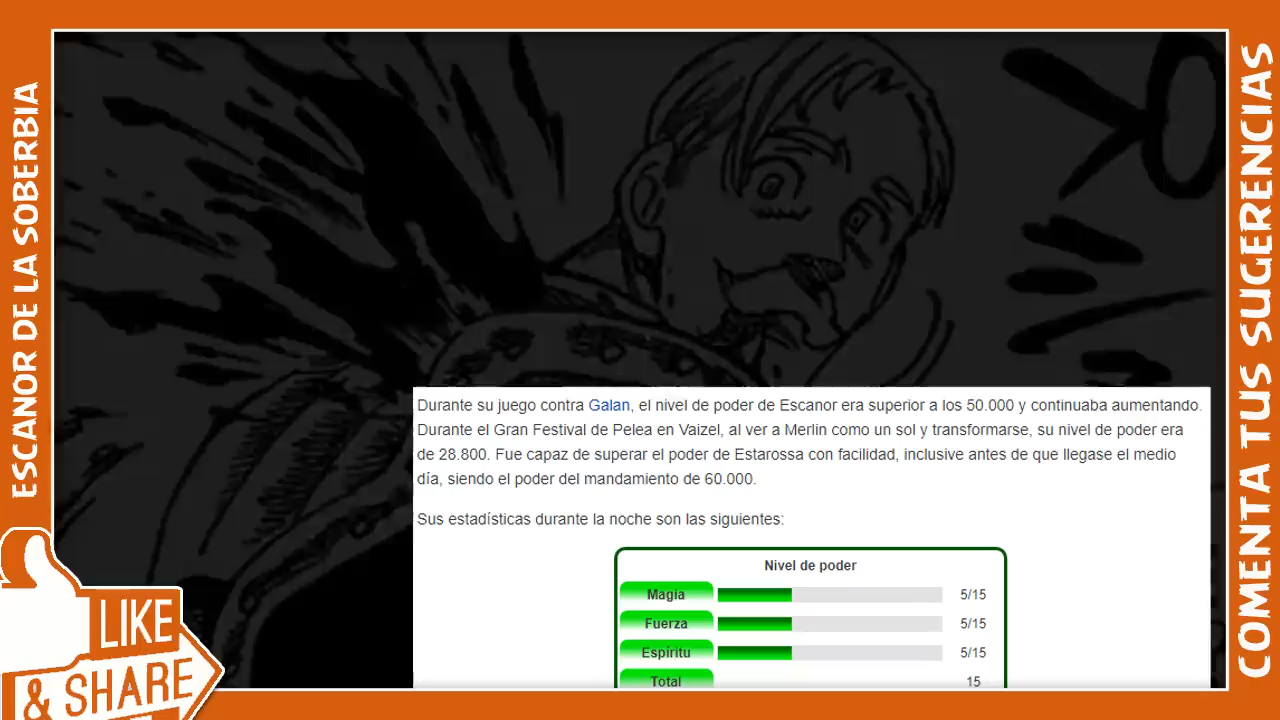 ESCANOR DE LA SOBERBIA
Durante su juego contra Galan, el nivel de poder de Escanor era superior a los 50.000 y continuaba aumentando.
Durante el Gran Festival de Pelea en Vaizel, al ver a Merlin como un sol y transformarse, su nivel de poder era
de 28.800. Fue capaz de superar el poder de Estarossa con facilidad, inclusive antes de que llegase el medio
día, siendo el poder del mandamiento de 60.000.
Sus estadísticas durante la noche son las siguientes:
Nivel de poder
Magia 5/15
Fuerza 5/15
Espíritu 5/15
Total 15
LIKE
& SHARE
COMENTA TUS SUGERENCIAS